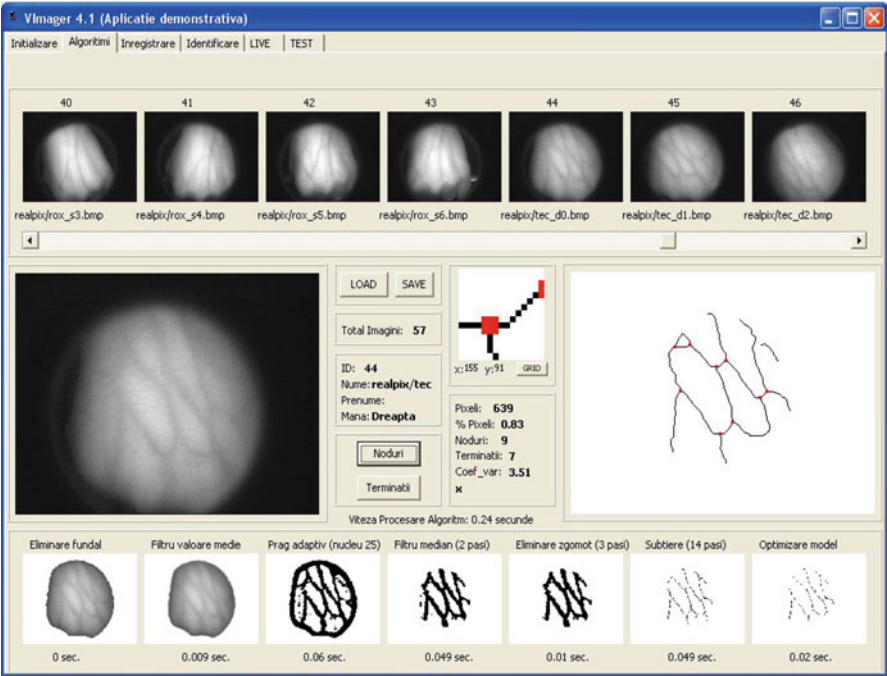 VImager 4.1 (Aplicatie demonstrativa)
Initializare Algoritmi Inregistrare Identificare LIVE TEST
40 41 42 43 44 45 46
realpix/rox_s3.bmp realpix/rox_s4.bmp realpix/rox_s5.bmp realpix/rox_s6.bmp realpix/tec_d0.bmp realpix/tec_d1.bmp realpix/tec_d2.bmp
LOAD SAVE
Total Imagini: 57
ID: 44
Nume: realpix/tec
Prenume:
Mana: Dreapta
Noduri
Terminatii
x: 155 y: 91 GRID
Pixeli: 639
% Pixeli: 0.83
Noduri: 9
Terminatii: 7
Coef_var: 3.51
x
Viteza Procesare Algoritm: 0.24 secunde
Eliminare fundal Filtru valoare medie Prag adaptiv (nucleu 25) Filtru median (2 pasi) Eliminare zgomot (3 pasi) Subtiere (14 pasi) Optimizare model
0 sec. 0.009 sec. 0.06 sec. 0.049 sec. 0.01 sec. 0.049 sec. 0.02 sec.